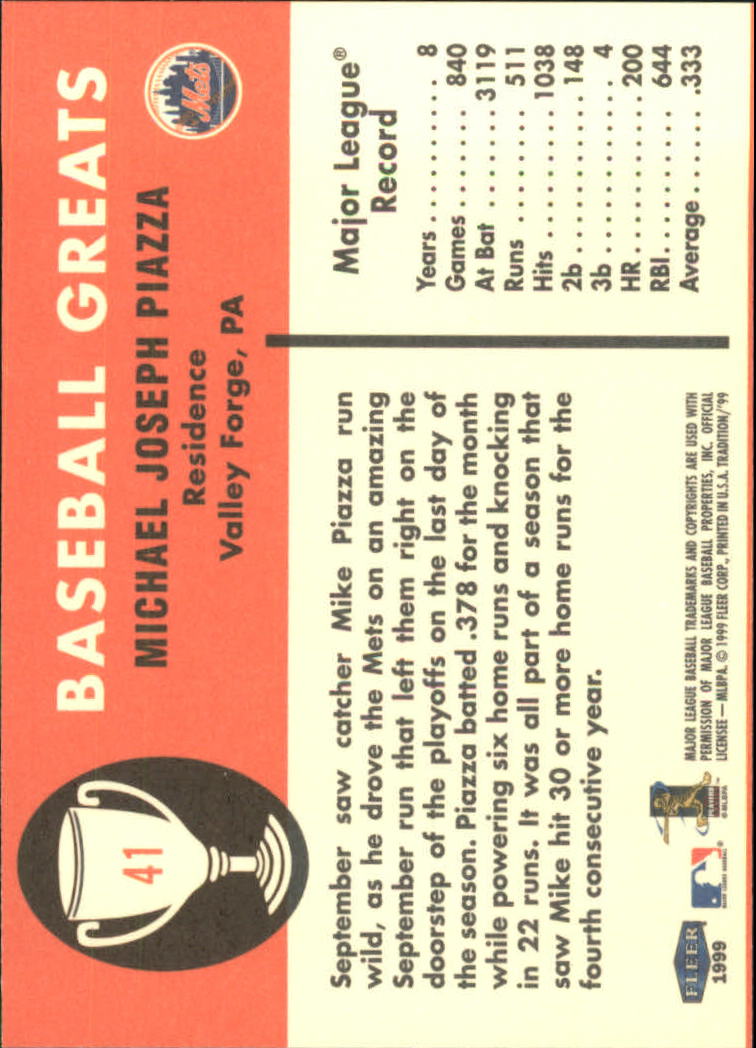 41
BASEBALL GREATS
MICHAEL JOSEPH PIAZZA
Residence
Valley Forge, PA
Mets
September saw catcher Mike Piazza run
wild, as he drove the Mets on an amazing
September run that left them right on the
doorstep of the playoffs on the last day of
the season. Piazza batted .378 for the month
while powering six home runs and knocking
in 22 runs. It was all part of a season that
saw Mike hit 30 or more home runs for the
fourth consecutive year.
Major League®
Record
Years . . . . . . . . . . 8
Games . . . . . . . 840
At Bat . . . . . . . 3119
Runs . . . . . . . . 511
Hits . . . . . . . . . 1038
2b . . . . . . . . . . 148
3b . . . . . . . . . . . . 4
HR . . . . . . . . . . 200
RBI. . . . . . . . . . 644
Average . . . . . . .333
FLEER
1999
MAJOR LEAGUE BASEBALL TRADEMARKS AND COPYRIGHTS ARE USED WITH
PERMISSION OF MAJOR LEAGUE BASEBALL PROPERTIES, INC. OFFICIAL
LICENSEE — MLBPA. © 1999 FLEER CORP., PRINTED IN U.S.A. TRADITION/'99